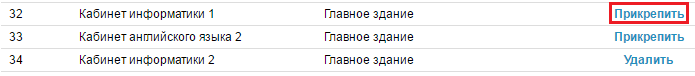 32 Кабинет информатики 1 Главное здание Прикрепить
33 Кабинет английского языка 2 Главное здание Прикрепить
34 Кабинет информатики 2 Главное здание Удалить